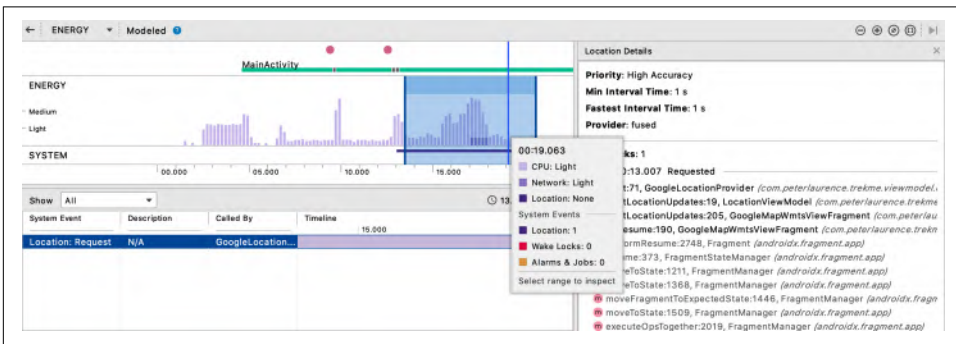 ENERGY Modeled
MainActivity
ENERGY
Medium
Light
SYSTEM
00.000 05.000 10.000 15.000
Show All 13.
System Event Description Called By Timeline
15.000
Location: Request N/A GoogleLocation...
00:19.063
CPU: Light
Network: Light
Location: None
System Events
Location: 1
Wake Locks: 0
Alarms & Jobs: 0
Select range to inspect
Location Details
Priority: High Accuracy
Min Interval Time: 1 s
Fastest Interval Time: 1 s
Provider: fused
ks: 1
0:13.007 Requested
t:71, GoogleLocationProvider (com.peterlaurence.trekme.viewmodel.
tLocationUpdates:19, LocationViewModel (com.peterlaurence.trekme
tLocationUpdates:205, GoogleMapWmtsViewFragment (com.peterlau
esume:190, GoogleMapWmtsViewFragment (com.peterlaurence.trekn
ormResume:2748, Fragment (androidx.fragment.app)
me:373, FragmentStateManager (androidx.fragment.app)
veToState:1211, FragmentManager (androidx.fragment.app)
veToState:1368, FragmentManager (androidx.fragment.app)
m moveFragmentToExpectedState:1446, FragmentManager (androidx.fragn
m moveToState:1509, FragmentManager (androidx.fragment.app)
m executeOpsTogether:2019, FragmentManager (androidx.fragment.app)